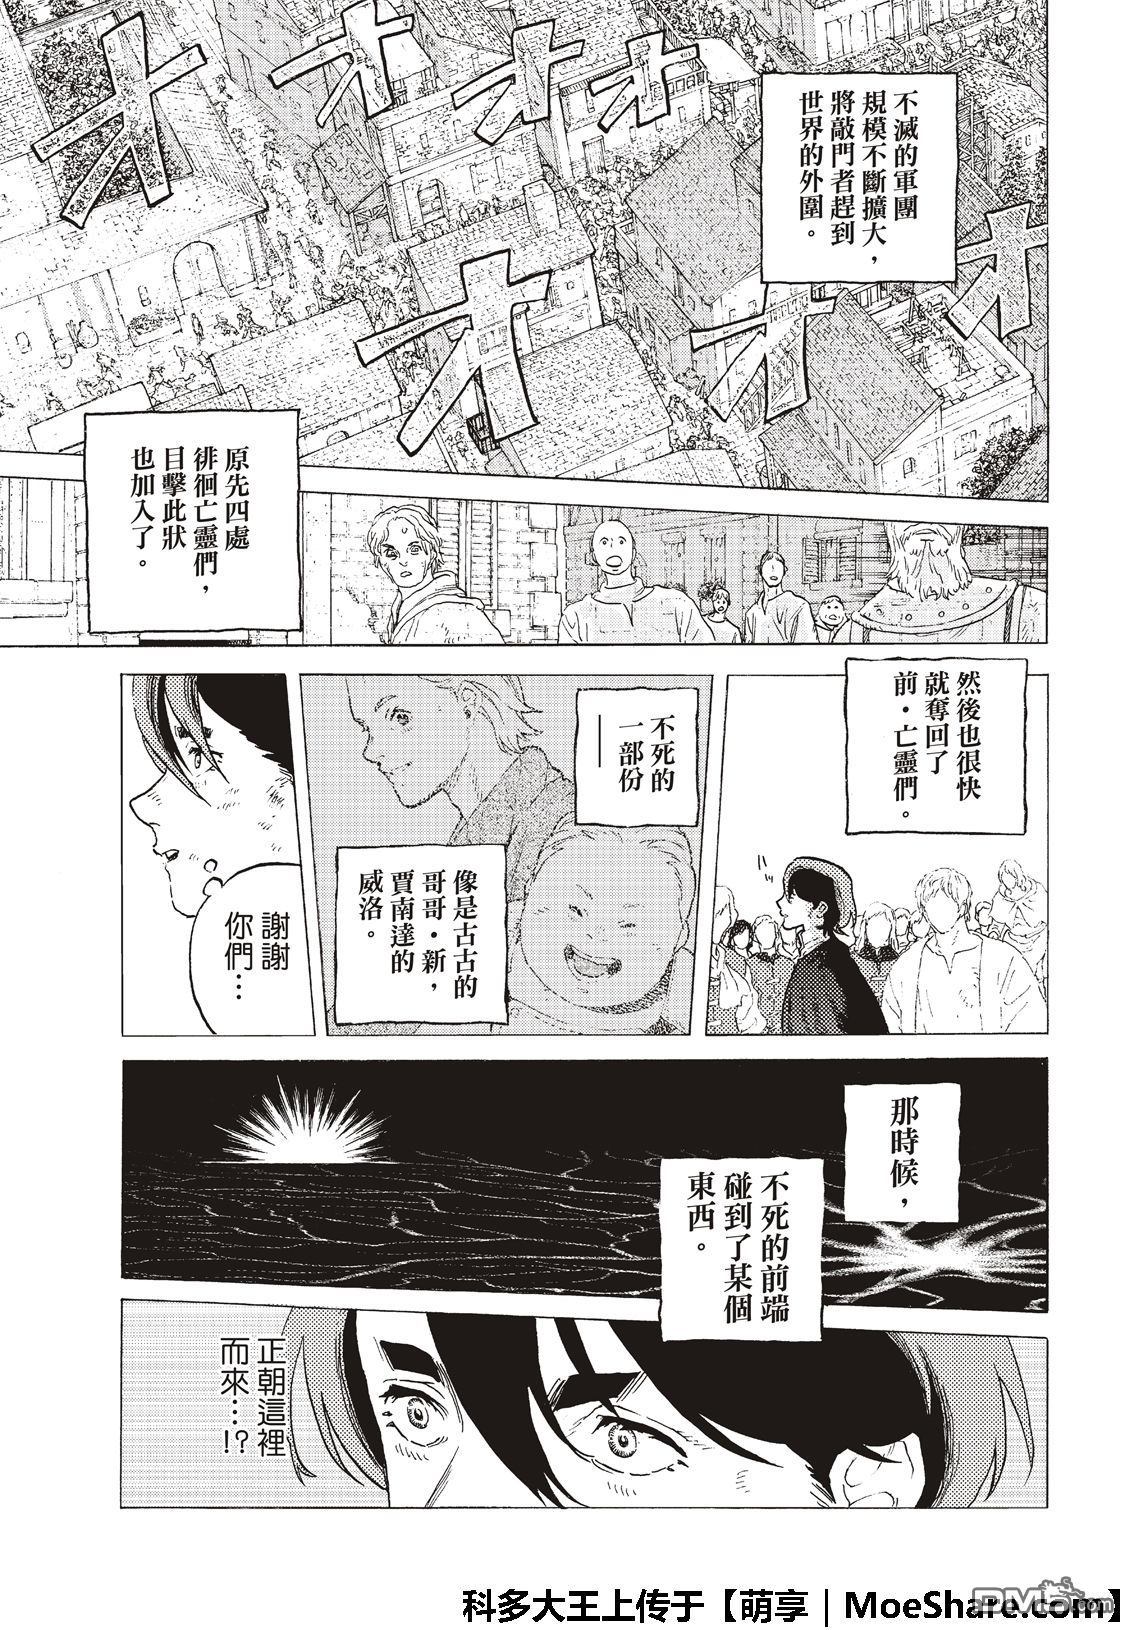 不滅的軍團
規模不斷擴大，
將敲門者趕到
世界的外圍。
オオオオ
オオオ
原先四處
徘徊亡靈們，
目擊此狀
也加入了。
然後也很快
就奪回了
前・亡靈們。
不死的
一部份
——
像是古古的
哥哥・新，
賈南達的
威洛。
謝謝
你們…
那時候，
不死的前端
碰到了某個
東西。
正朝這裡
而來…!?
科多大王上传于【萌享｜MoeShare.com】